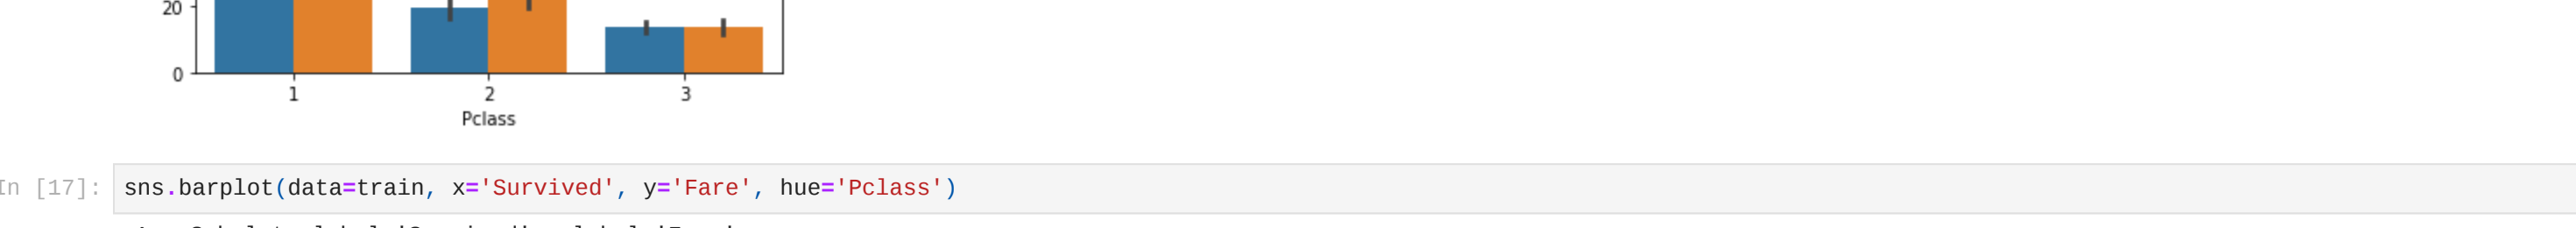 20
0
1 2 3
Pclass
In [17]: sns.barplot(data=train, x='Survived', y='Fare', hue='Pclass')